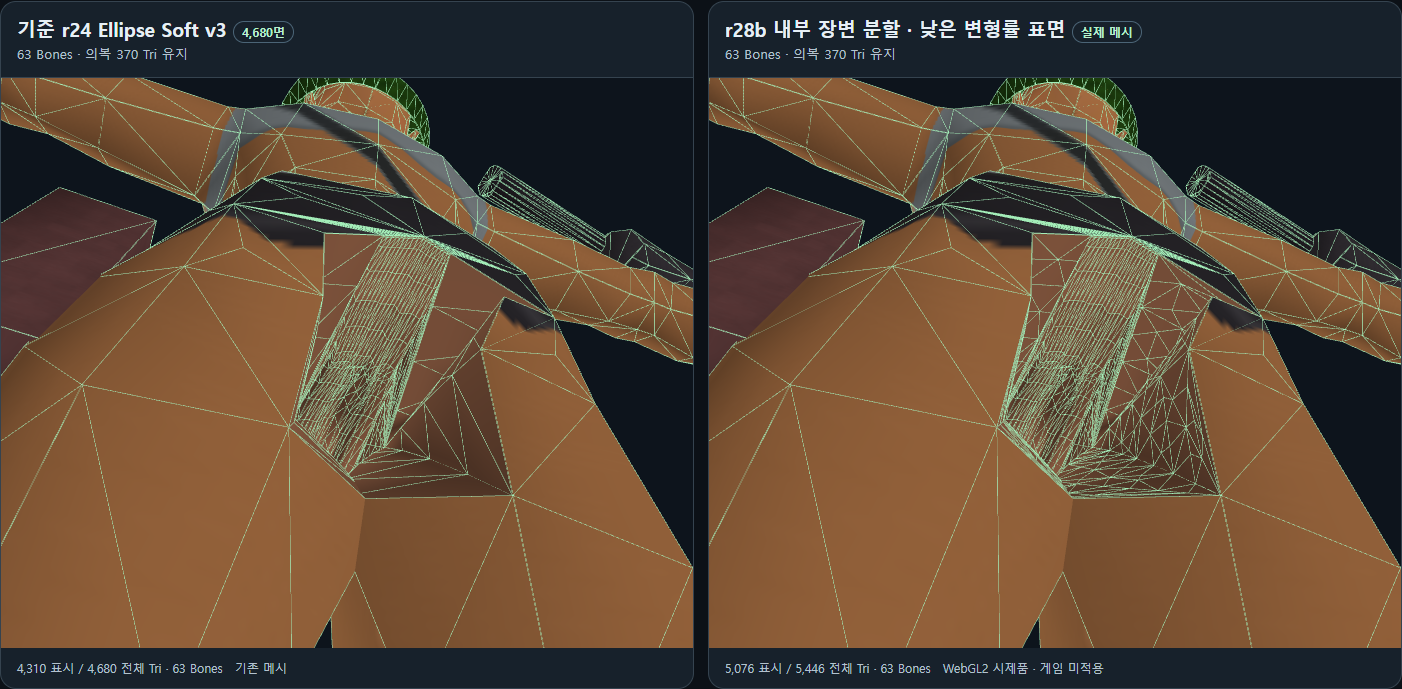 기준 r24 Ellipse Soft v3 4,680면
63 Bones · 의복 370 Tri 유지
r28b 내부 장변 분할 · 낮은 변형률 표면 실제 메시
63 Bones · 의복 370 Tri 유지
4,310 표시 / 4,680 전체 Tri · 63 Bones 기존 메시
5,076 표시 / 5,446 전체 Tri · 63 Bones WebGL2 시제품 · 게임 미적용